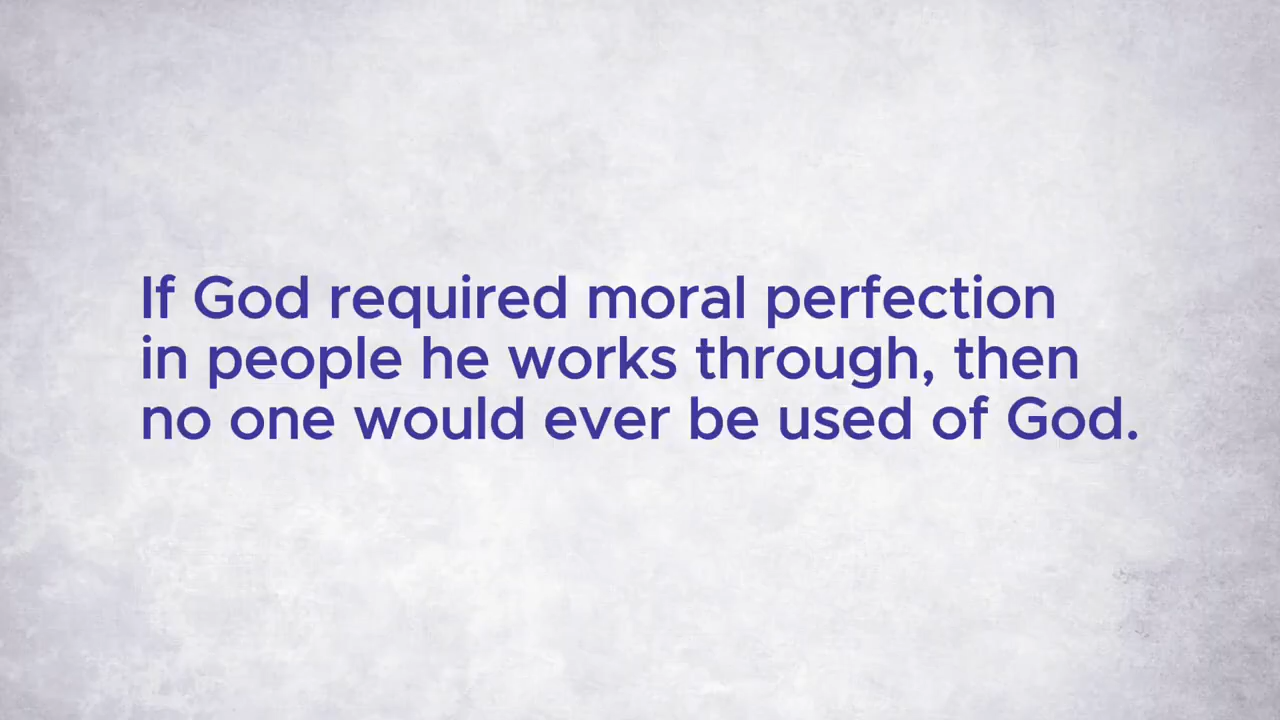 If God required moral perfection
in people he works through, then
no one would ever be used of God.